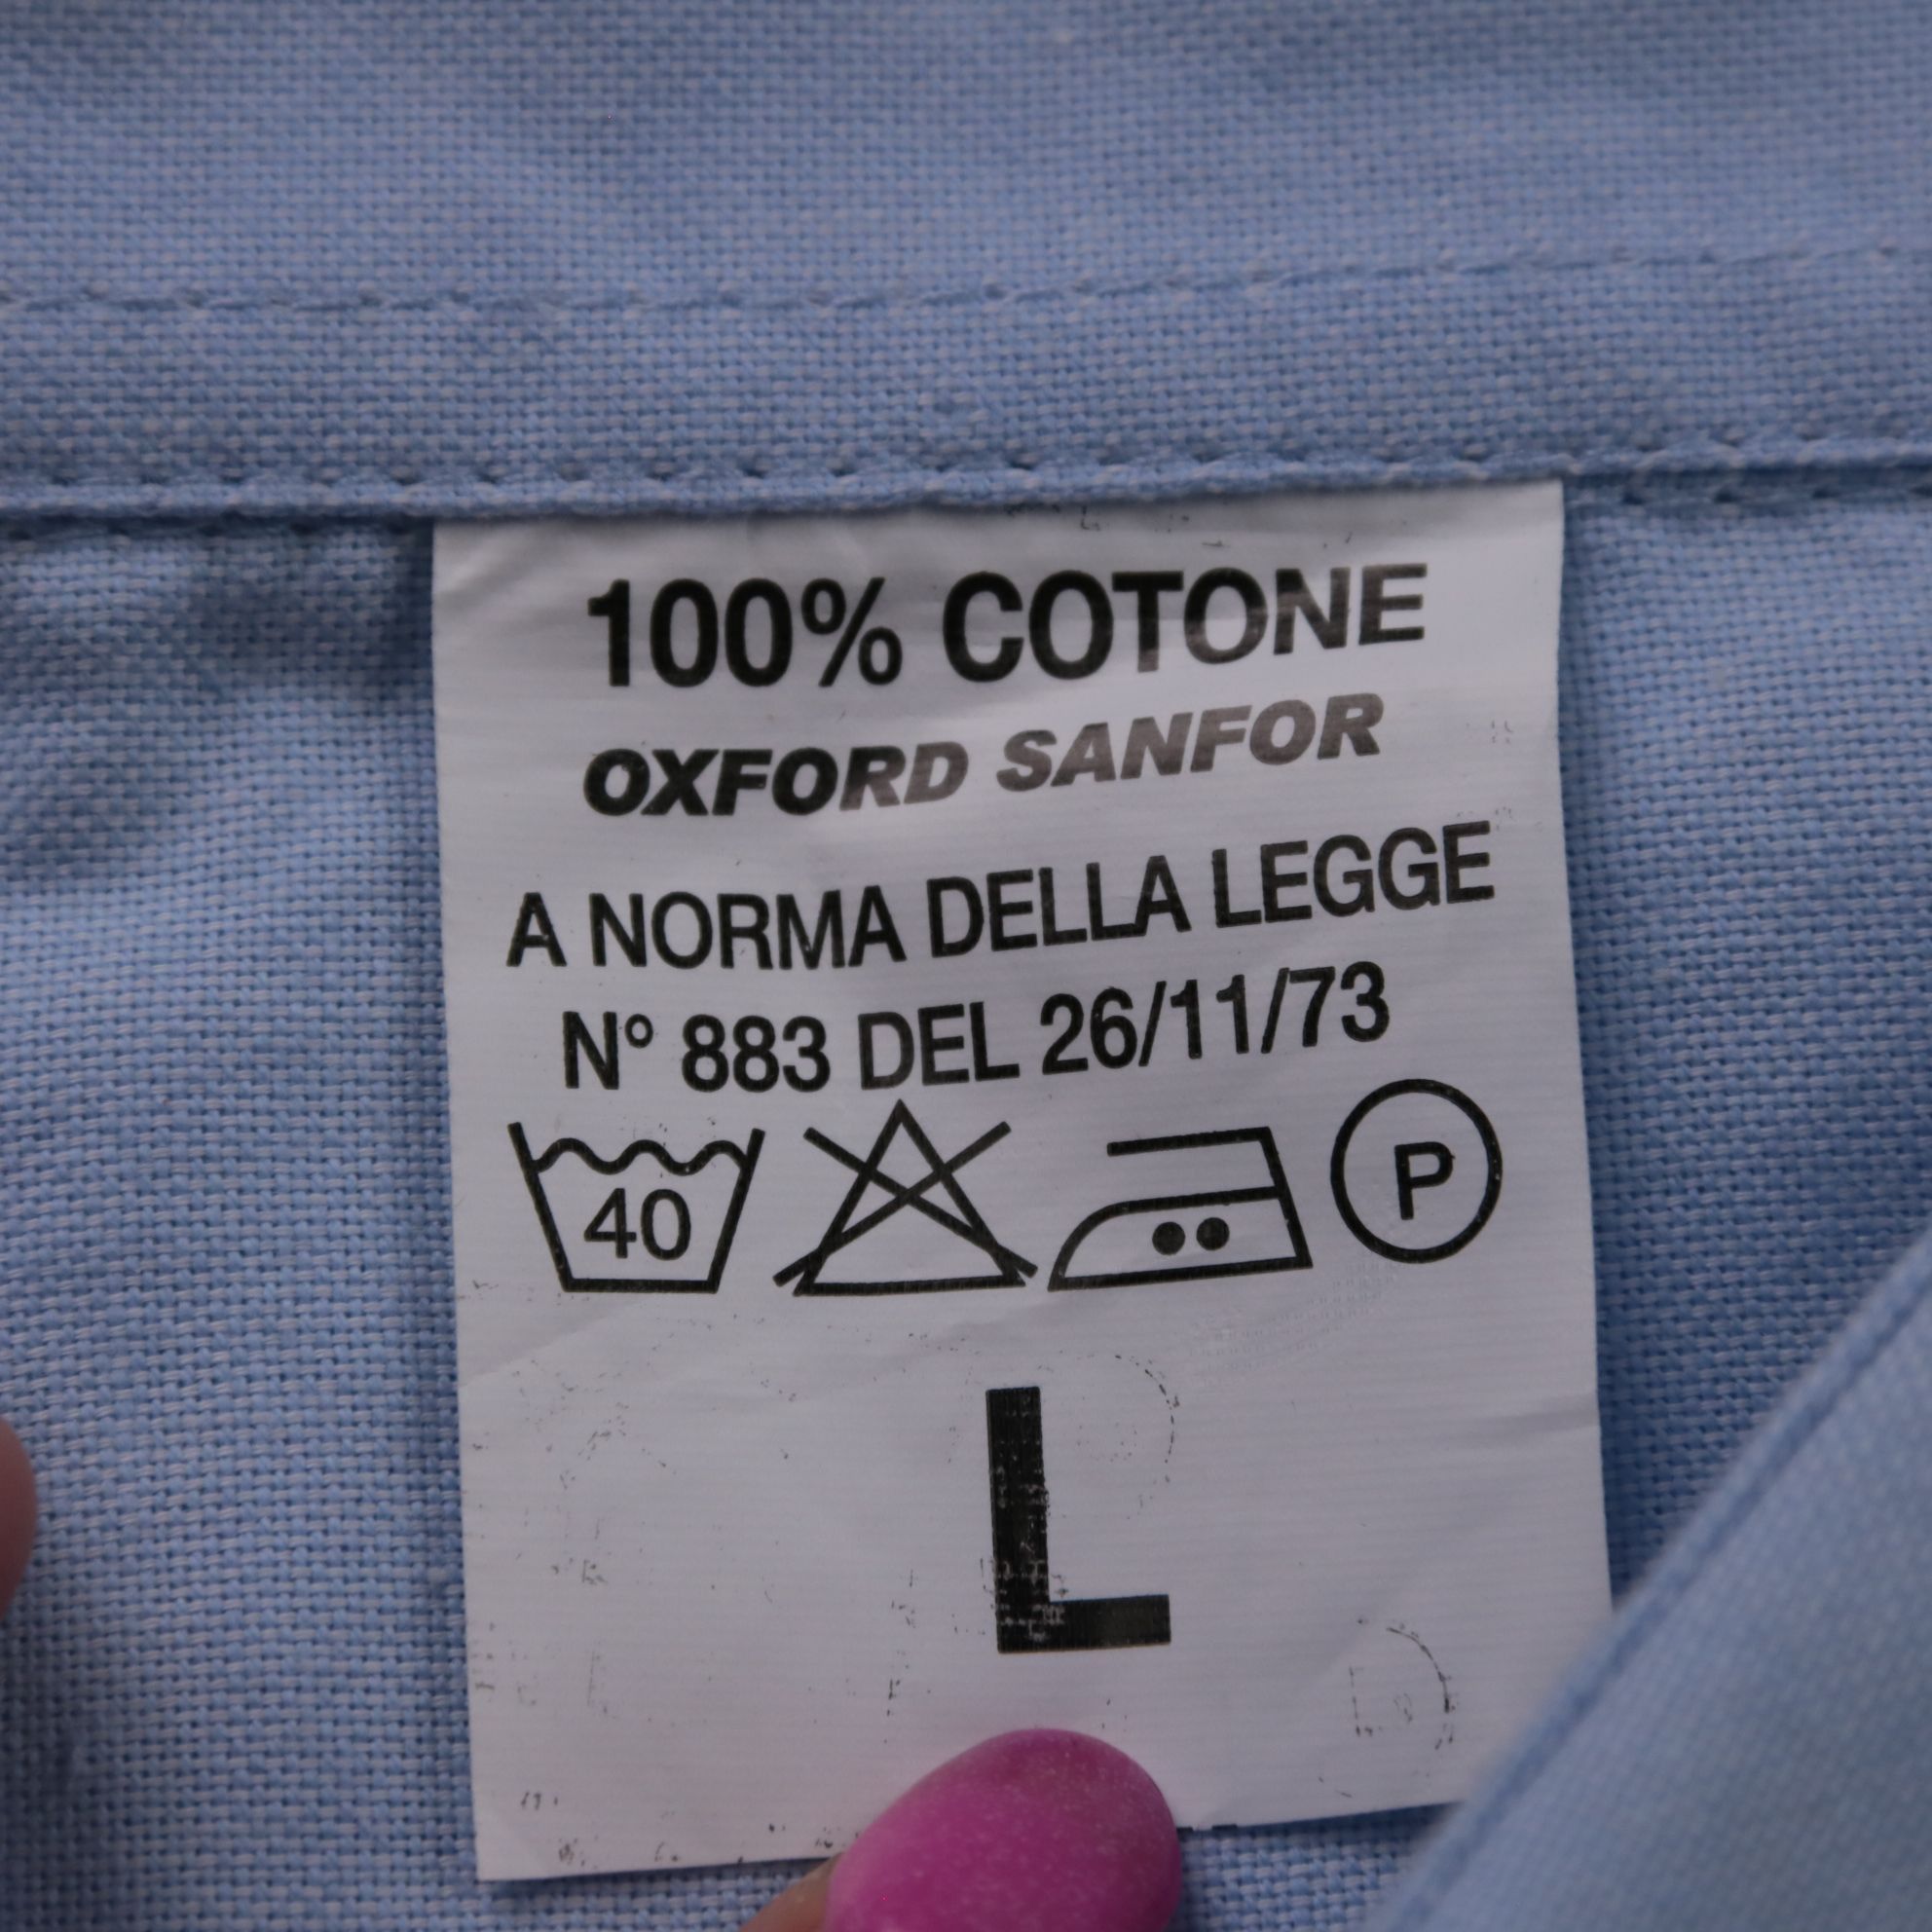 100% COTONE
OXFORD SANFOR
A NORMA DELLA LEGGE
N° 883 DEL 26/11/73
40 P
L